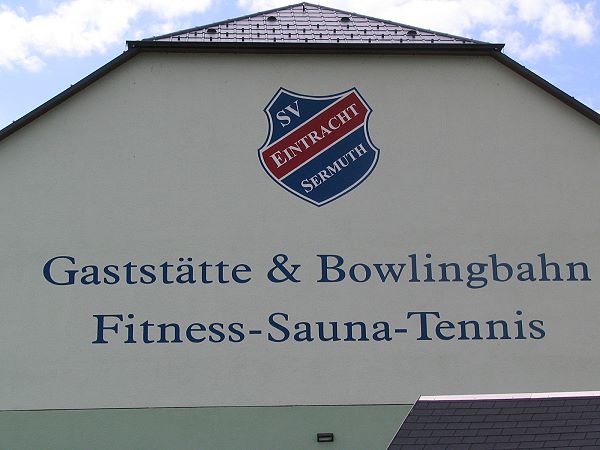 SV
EINTRACHT
SERMUTH
Gaststätte & Bowlingbahn
Fitness-Sauna-Tennis